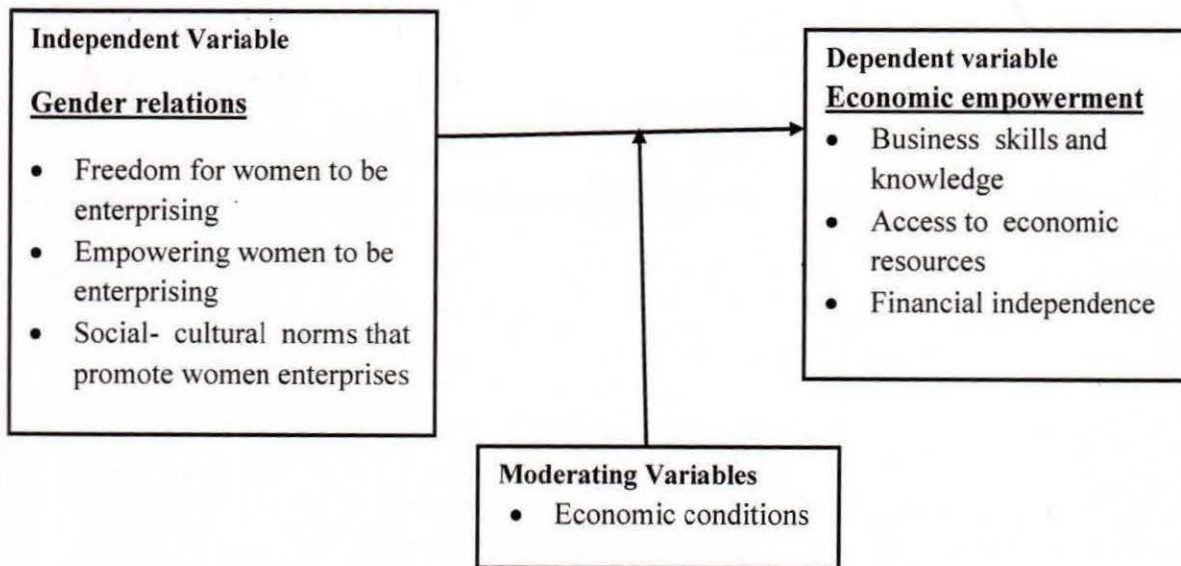 Independent Variable
Gender relations
• Freedom for women to be
enterprising
• Empowering women to be
enterprising
• Social- cultural norms that
promote women enterprises
Dependent variable
Economic empowerment
• Business skills and
knowledge
• Access to economic
resources
• Financial independence
Moderating Variables
• Economic conditions